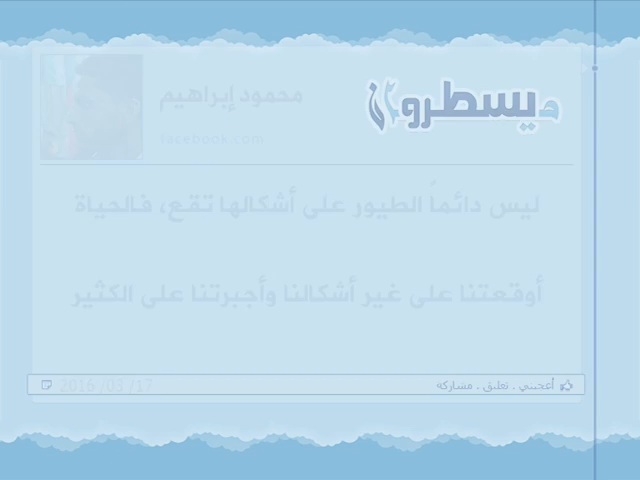 و يسطرون
محمود إبراهيم
facebook.com
ليس دائماً الطيور على أشكالها تقع، فالحياة
أوقعتنا على غير أشكالنا وأجبرتنا على الكثير
أعجبني . تعليق . مشاركة
2016 /03 /17